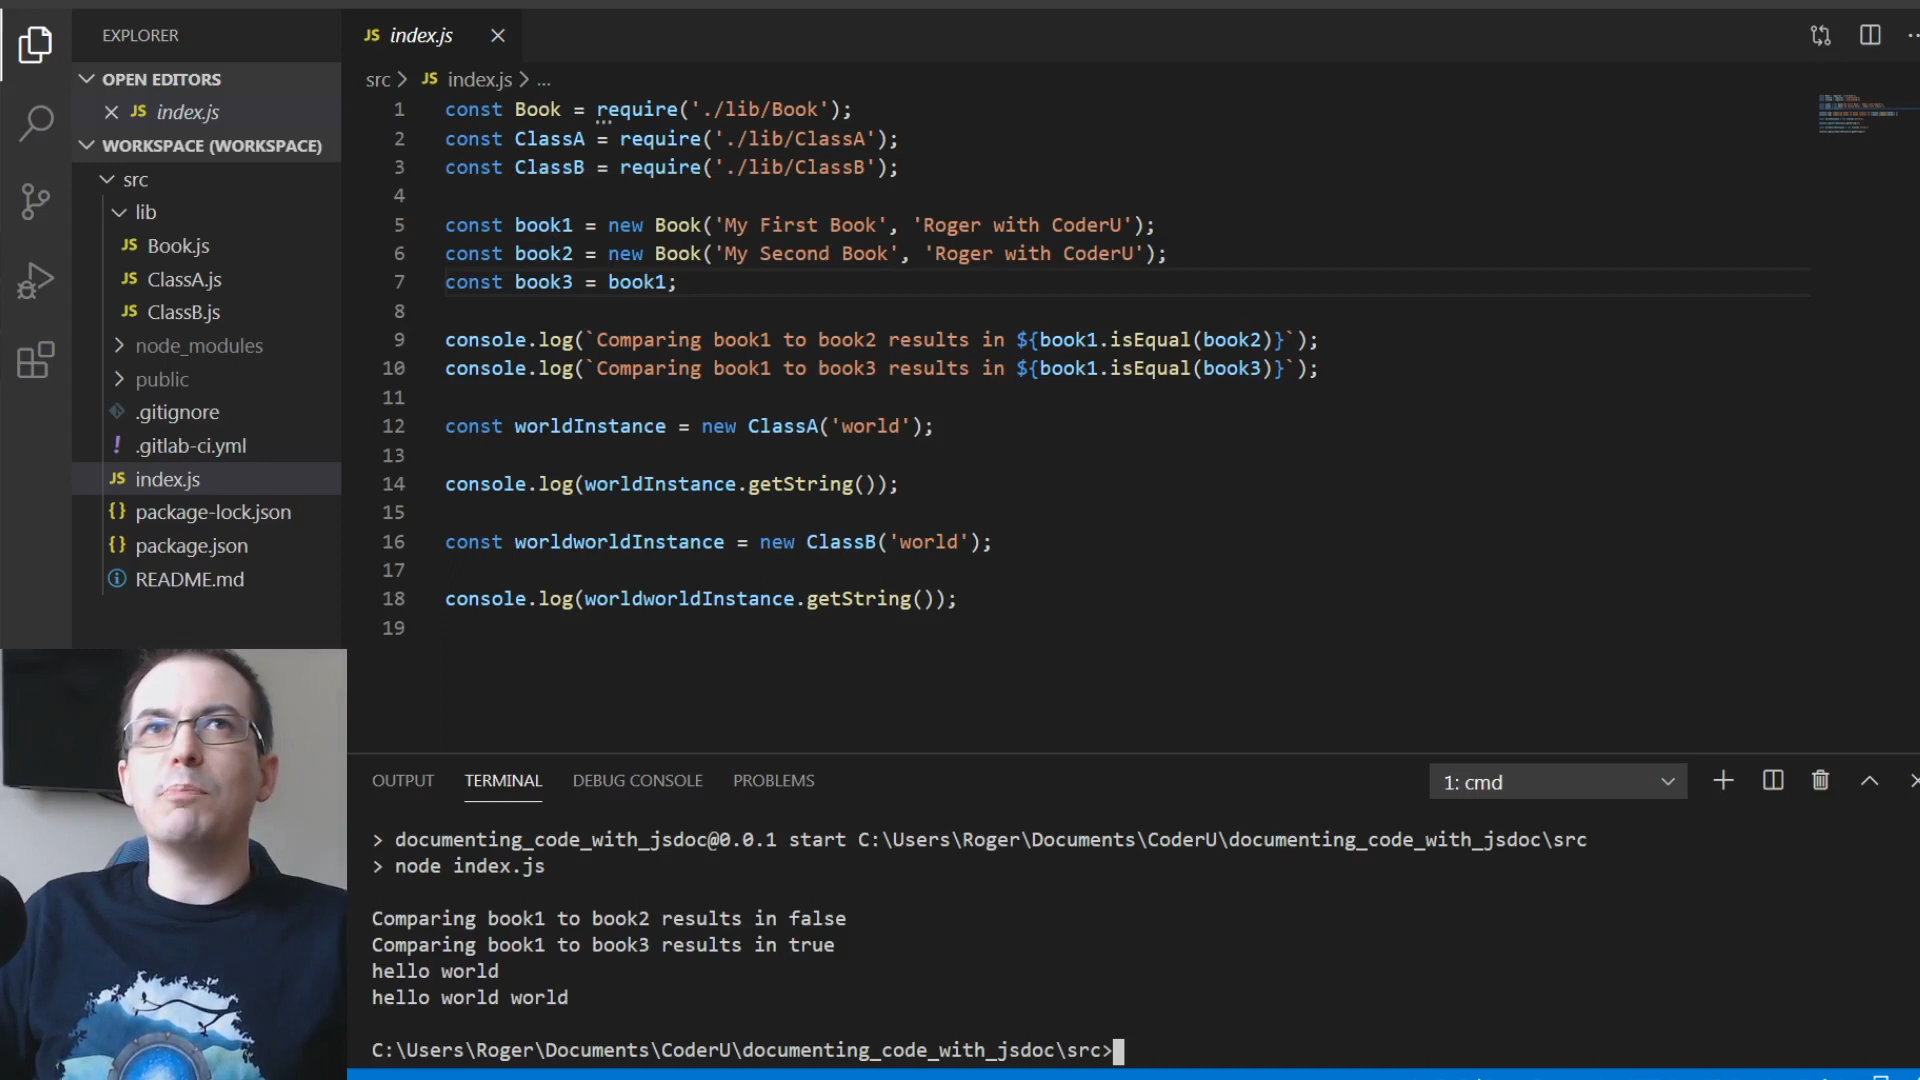 EXPLORER
OPEN EDITORS
JS index.js
WORKSPACE (WORKSPACE)
src
lib
JS Book.js
JS ClassA.js
JS ClassB.js
node_modules
public
.gitignore
! .gitlab-ci.yml
JS index.js
{} package-lock.json
{} package.json
README.md
JS index.js
src > JS index.js > ...
1 const Book = require('./lib/Book');
2 const ClassA = require('./lib/ClassA');
3 const ClassB = require('./lib/ClassB');
4
5 const book1 = new Book('My First Book', 'Roger with CoderU');
6 const book2 = new Book('My Second Book', 'Roger with CoderU');
7 const book3 = book1;
8
9 console.log(`Comparing book1 to book2 results in ${book1.isEqual(book2)}`);
10 console.log(`Comparing book1 to book3 results in ${book1.isEqual(book3)}`);
11
12 const worldInstance = new ClassA('world');
13
14 console.log(worldInstance.getString());
15
16 const worldworldInstance = new ClassB('world');
17
18 console.log(worldworldInstance.getString());
19
OUTPUT TERMINAL DEBUG CONSOLE PROBLEMS 1: cmd
> documenting_code_with_jsdoc@0.0.1 start C:\Users\Roger\Documents\CoderU\documenting_code_with_jsdoc\src
> node index.js
Comparing book1 to book2 results in false
Comparing book1 to book3 results in true
hello world
hello world world
C:\Users\Roger\Documents\CoderU\documenting_code_with_jsdoc\src>